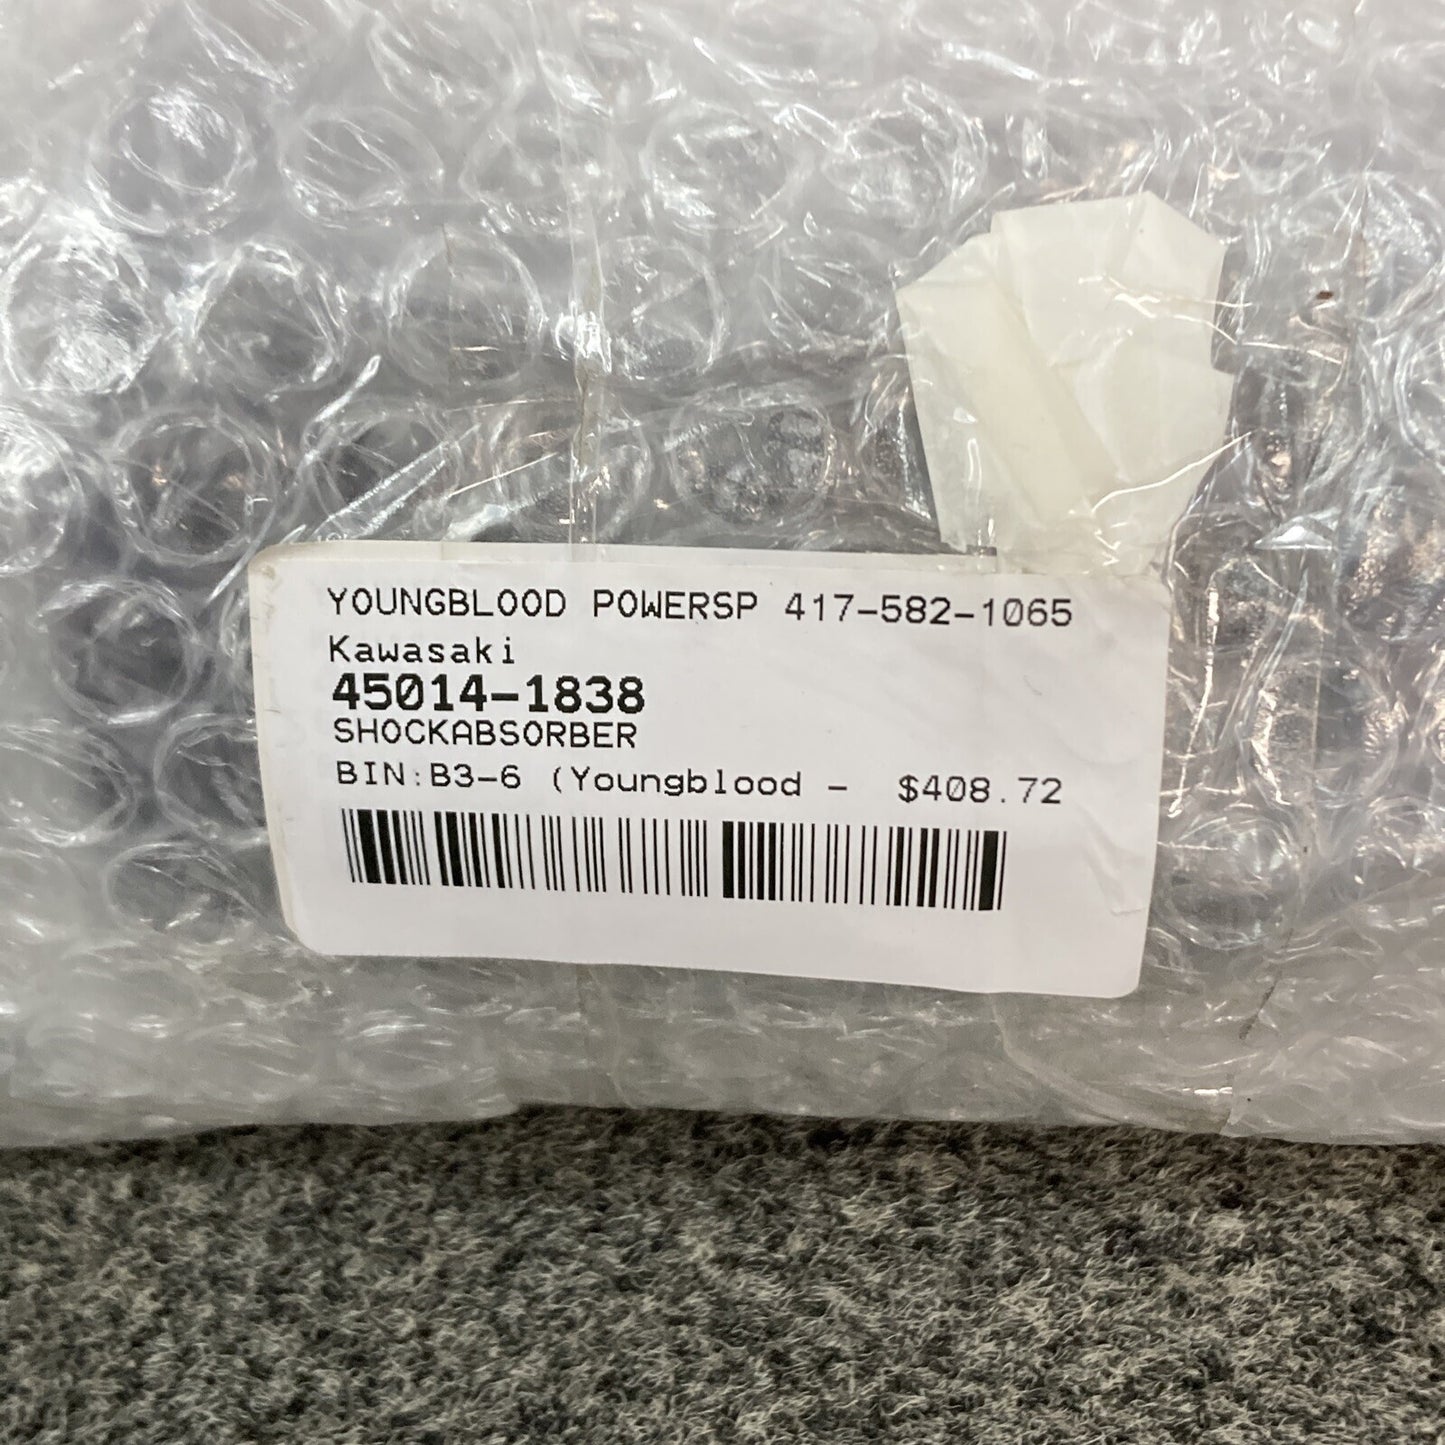 YOUNGBLOOD POWERSP 417-582-1065
Kawasaki
45014-1838
SHOCKABSORBER
BIN:B3-6 (Youngblood - $408.72